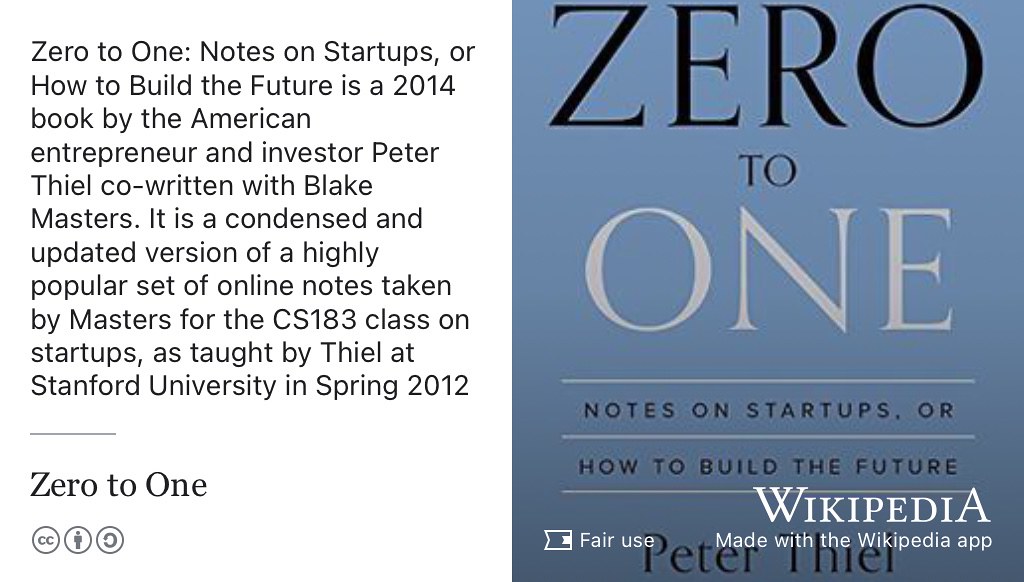 Zero to One: Notes on Startups, or
How to Build the Future is a 2014
book by the American
entrepreneur and investor Peter
Thiel co-written with Blake
Masters. It is a condensed and
updated version of a highly
popular set of online notes taken
by Masters for the CS183 class on
startups, as taught by Thiel at
Stanford University in Spring 2012
Zero to One
cc
ZERO
TO
ONE
NOTES ON STARTUPS, OR
HOW TO BUILD THE FUTURE
WIKIPEDIA
Fair use
Made with the Wikipedia app
Peter Thiel